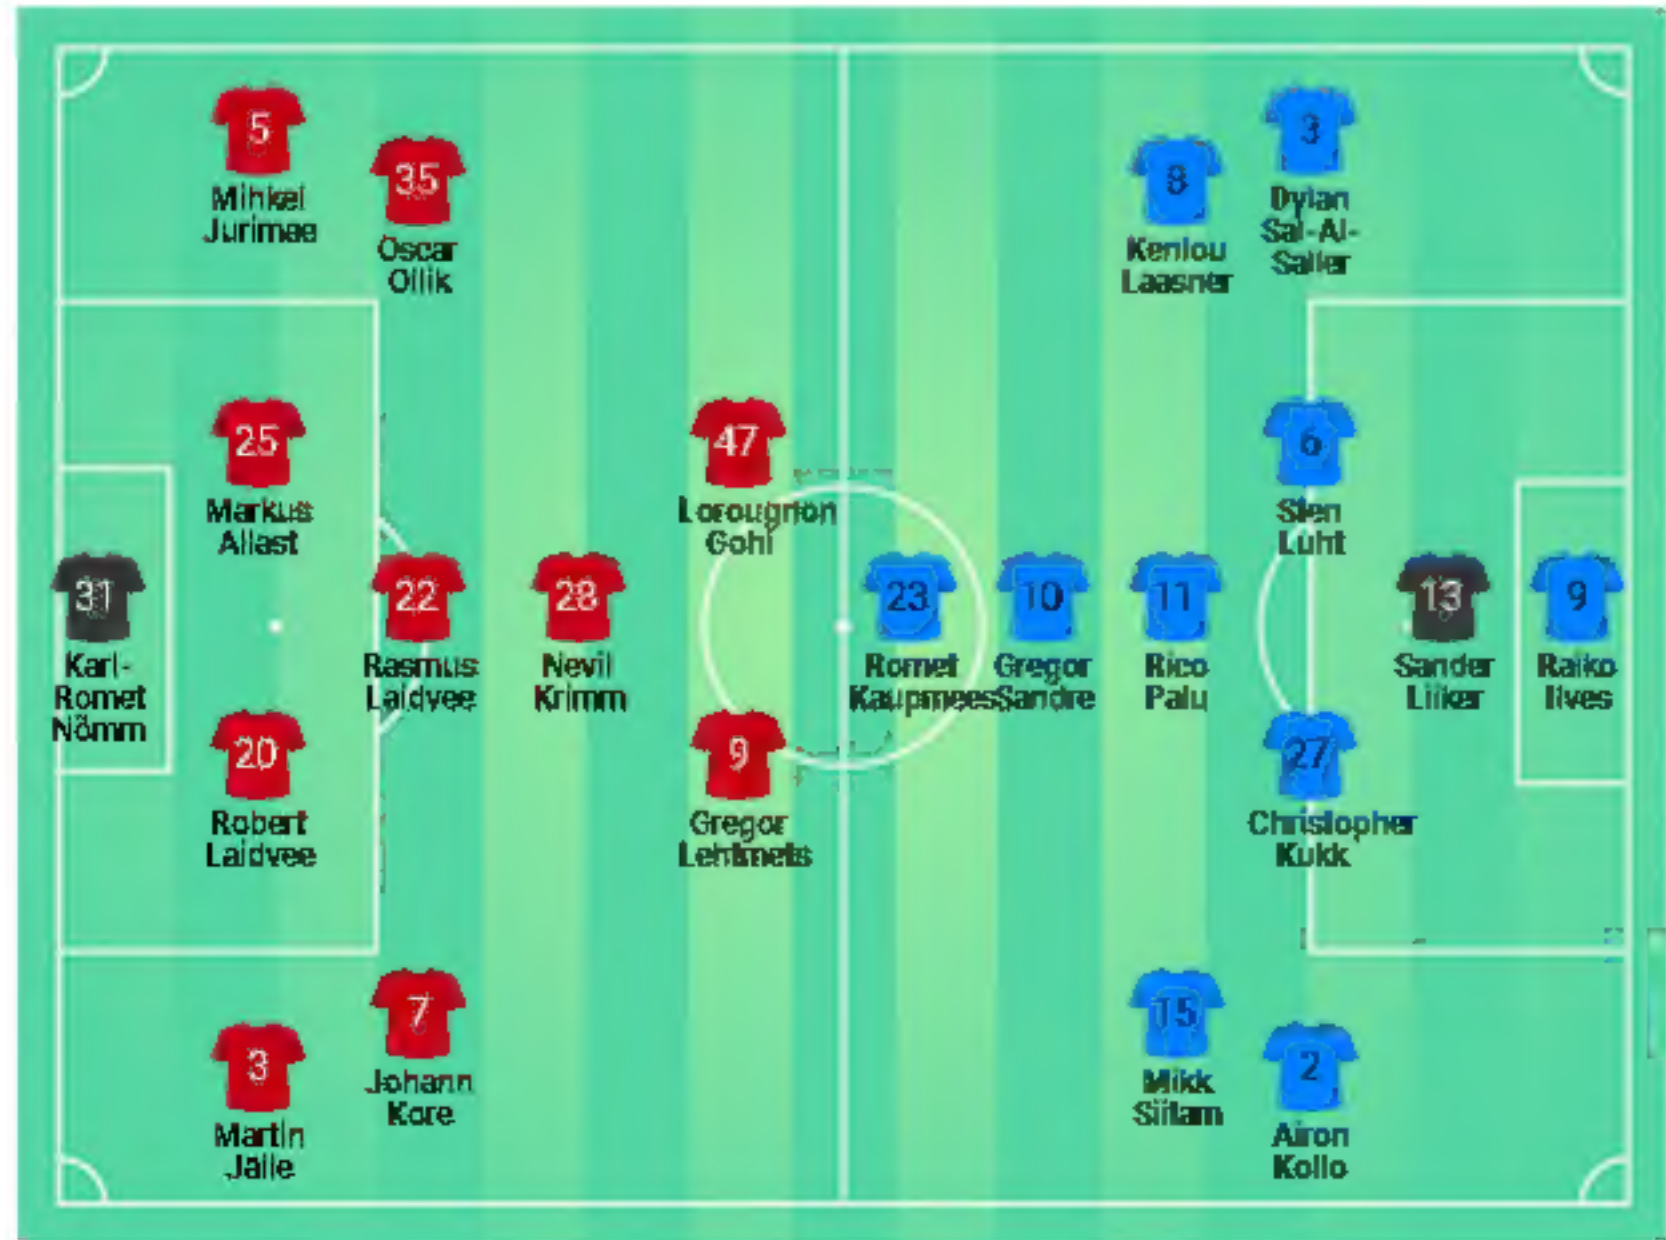 5
Mihkel
Jurimäe
35
Oscar
Ollik
25
Markus
Allast
31
Karl-
Romet
Nõmm
20
Robert
Laidvee
22
Rasmus
Laidvee
28
Nevil
Krimm
47
Lorougnon
Gohi
9
Gregor
Lehtmets
3
Martin
Jälle
7
Johann
Kore
8
Kenlou
Laasner
3
Dylan
Sal-Al-
Saller
6
Sten
Luht
23
Romet
Kaupmees
10
Gregor
Sandre
11
Rico
Palu
13
Sander
Liiker
9
Raiko
Ilves
27
Christopher
Kukk
15
Mikk
Siitam
2
Airon
Kollo